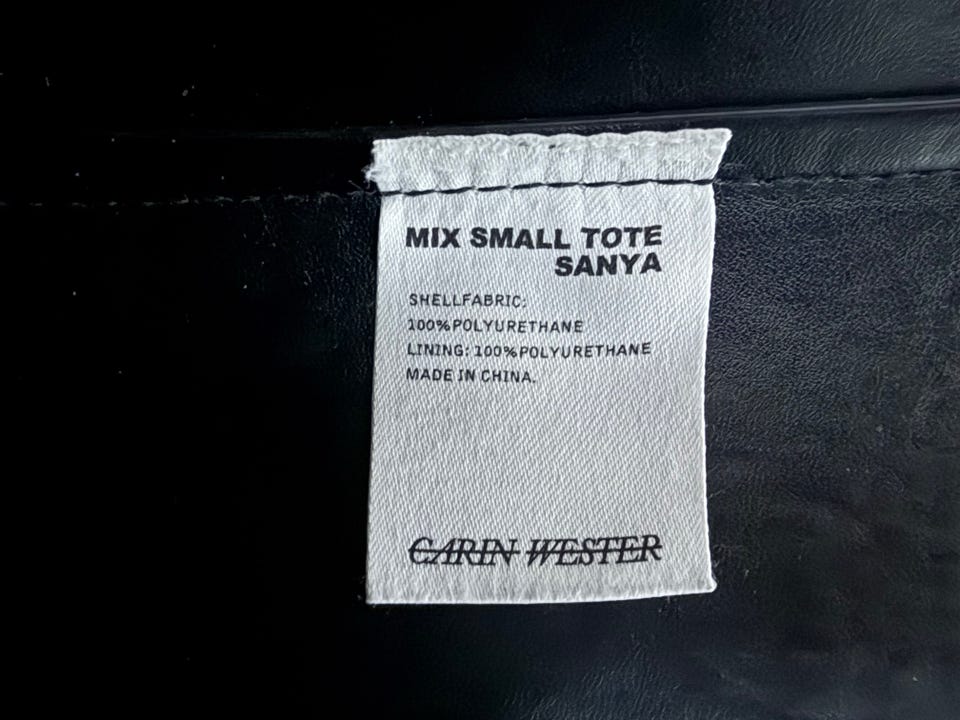 MIX SMALL TOTE
SANYA
SHELLFABRIC:
100%POLYURETHANE
LINING: 100%POLYURETHANE
MADE IN CHINA.
CARIN WESTER